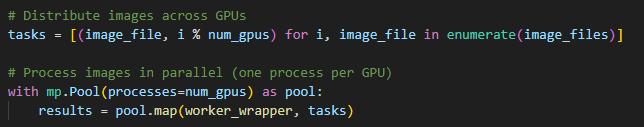 # Distribute images across GPUs
tasks = [(image_file, i % num_gpus) for i, image_file in enumerate(image_files)]
# Process images in parallel (one process per GPU)
with mp.Pool(processes=num_gpus) as pool:
    results = pool.map(worker_wrapper, tasks)